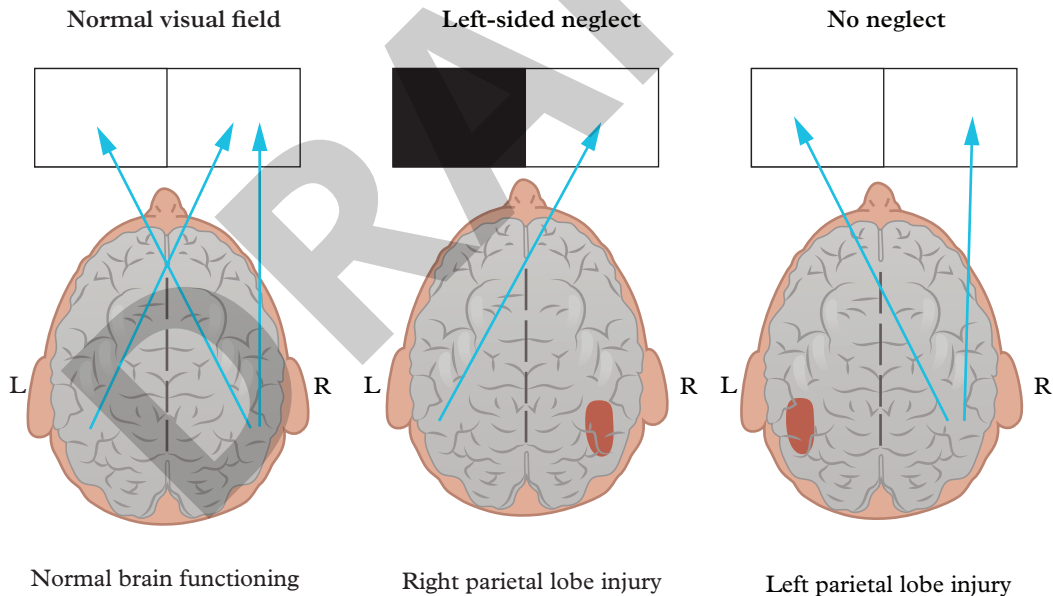 Normal visual field
Left-sided neglect
No neglect
L
R
L
R
L
R
Normal brain functioning
Right parietal lobe injury
Left parietal lobe injury
DRA